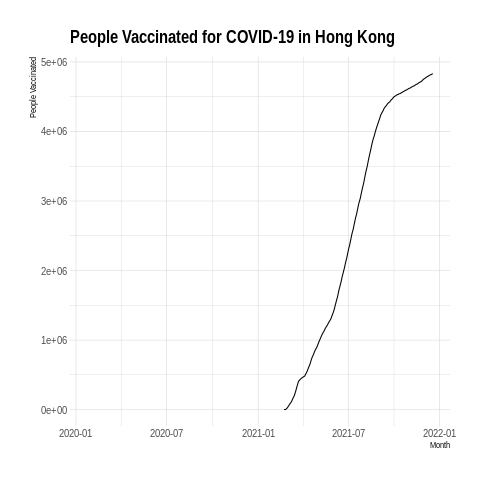 People Vaccinated for COVID-19 in Hong Kong
People Vaccinated
5e+06
4e+06
3e+06
2e+06
1e+06
0e+00
2020-01 2020-07 2021-01 2021-07 2022-01
Month